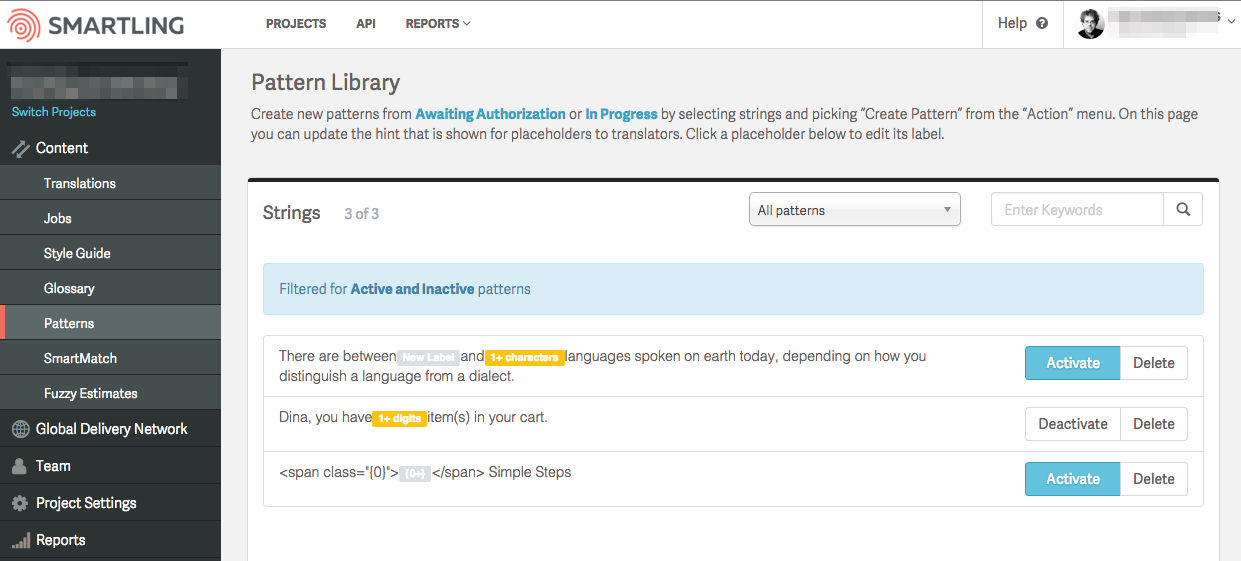 SMARTLING
PROJECTS
API
REPORTS
Help
Switch Projects
Content
Translations
Jobs
Style Guide
Glossary
Patterns
SmartMatch
Fuzzy Estimates
Global Delivery Network
Team
Project Settings
Reports
Pattern Library
Create new patterns from Awaiting Authorization or In Progress by selecting strings and picking “Create Pattern” from the “Action” menu. On this page
you can update the hint that is shown for placeholders to translators. Click a placeholder below to edit its label.
Strings 3 of 3
All patterns
Enter Keywords
Filtered for Active and Inactive patterns
There are between New Label and 1+ characters languages spoken on earth today, depending on how you
distinguish a language from a dialect.
Activate
Delete
Dina, you have 1+ digits item(s) in your cart.
Deactivate
Delete
<span class="{0}"> {0+} </span> Simple Steps
Activate
Delete